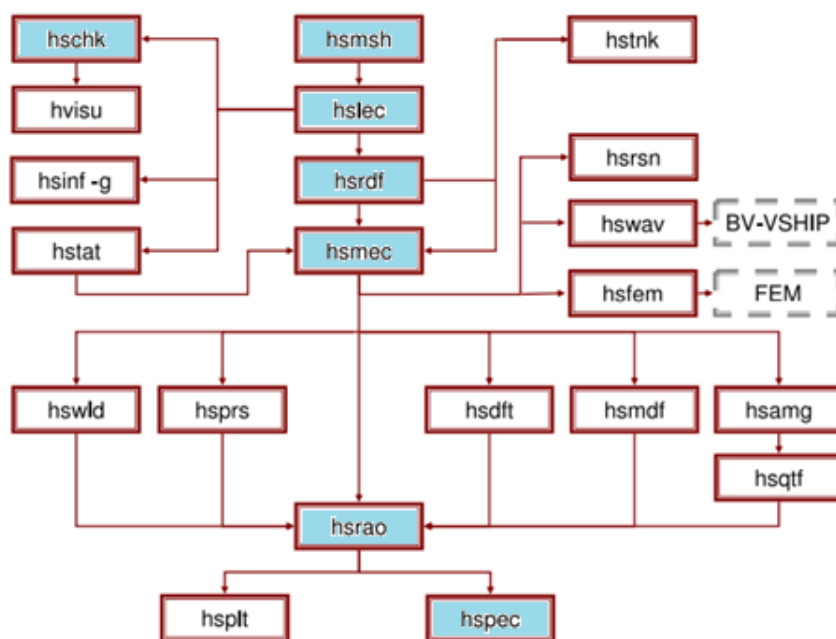 hschk
hsmsh
hstnk
hvisu
hslec
hsrsn
hsinf -g
hsrdf
hswav
BV-VSHIP
hstat
hsmec
hsfem
FEM
hswld
hsprs
hsdft
hsmdf
hsamg
hsqtf
hsrao
hsplt
hspec